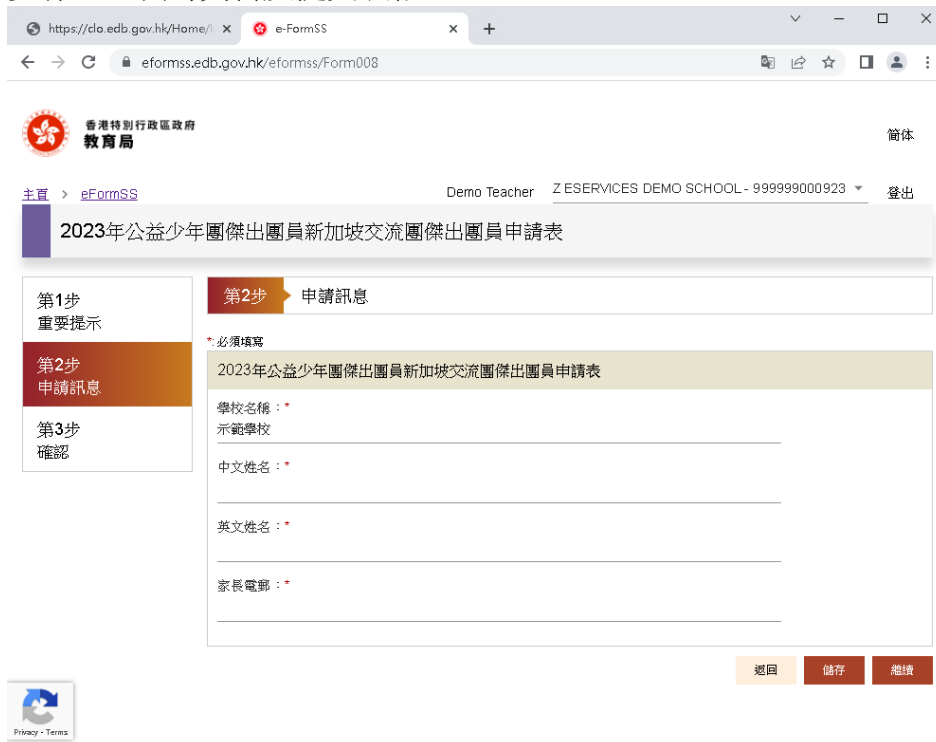 https://clo.edb.gov.hk/Home/
e-FormSS
eformss.edb.gov.hk/eformss/Form008
香港特別行政區政府
教育局
简体
主頁 > eFormSS
Demo Teacher
Z ESERVICES DEMO SCHOOL - 999999000923
登出
2023年公益少年團傑出團員新加坡交流團傑出團員申請表
第1步
重要提示
第2步
申請訊息
第3步
確認
第2步
申請訊息
*: 必須填寫
2023年公益少年團傑出團員新加坡交流團傑出團員申請表
學校名稱：*
示範學校
中文姓名：*
英文姓名：*
家長電郵：*
返回
儲存
繼續
Privacy - Terms